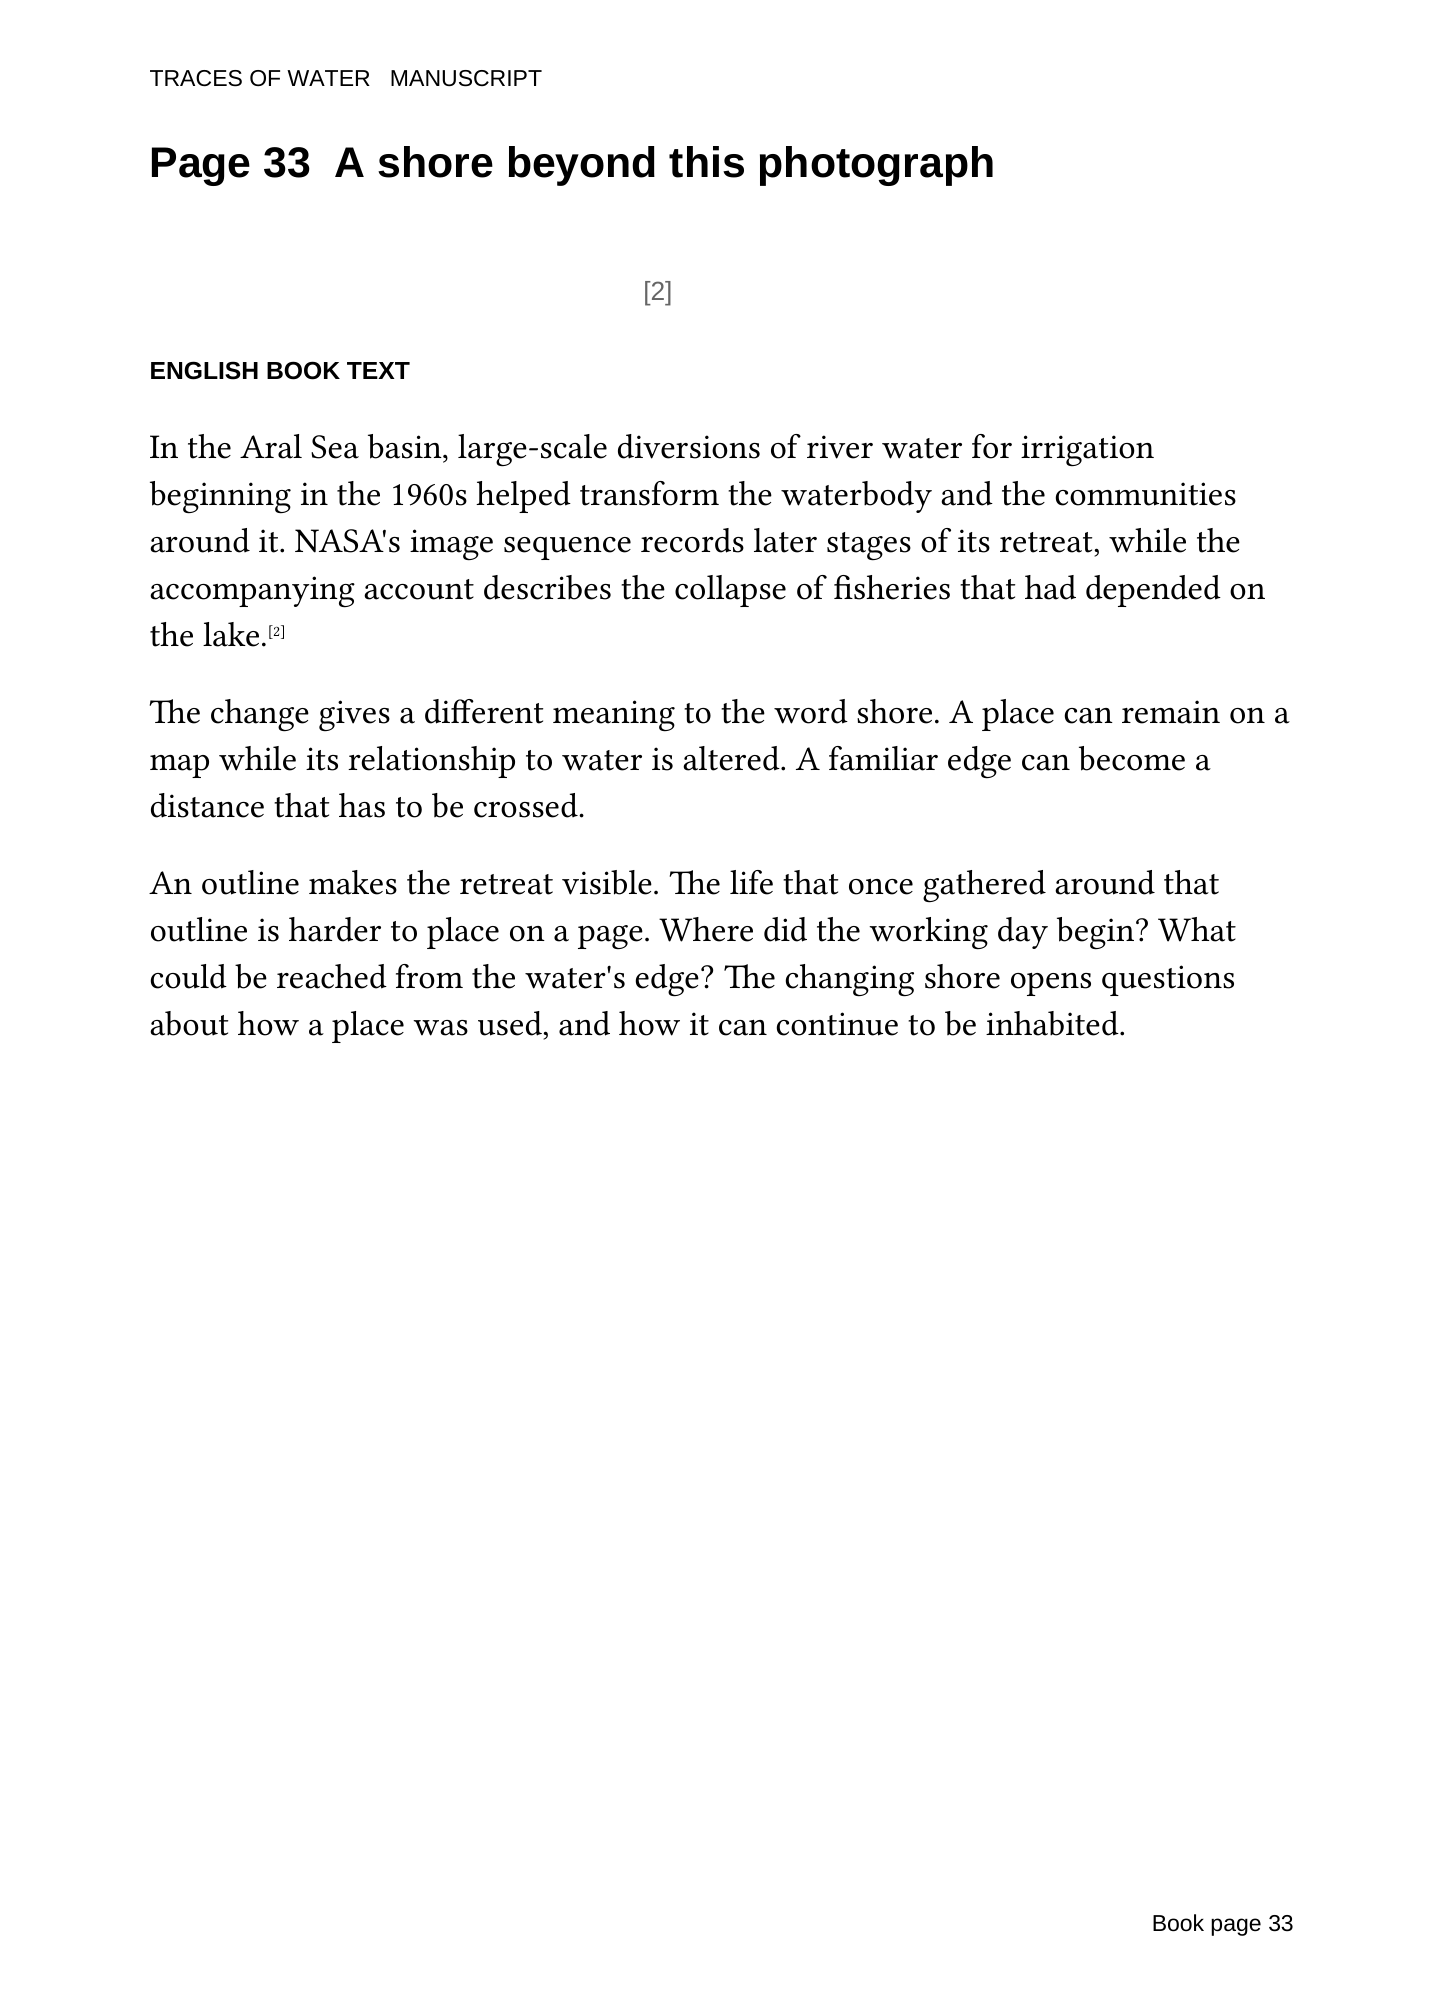 TRACES OF WATER MANUSCRIPT
Page 33 A shore beyond this photograph
[2]
ENGLISH BOOK TEXT
In the Aral Sea basin, large-scale diversions of river water for irrigation
beginning in the 1960s helped transform the waterbody and the communities
around it. NASA's image sequence records later stages of its retreat, while the
accompanying account describes the collapse of fisheries that had depended on
the lake.[2]
The change gives a different meaning to the word shore. A place can remain on a
map while its relationship to water is altered. A familiar edge can become a
distance that has to be crossed.
An outline makes the retreat visible. The life that once gathered around that
outline is harder to place on a page. Where did the working day begin? What
could be reached from the water's edge? The changing shore opens questions
about how a place was used, and how it can continue to be inhabited.
Book page 33